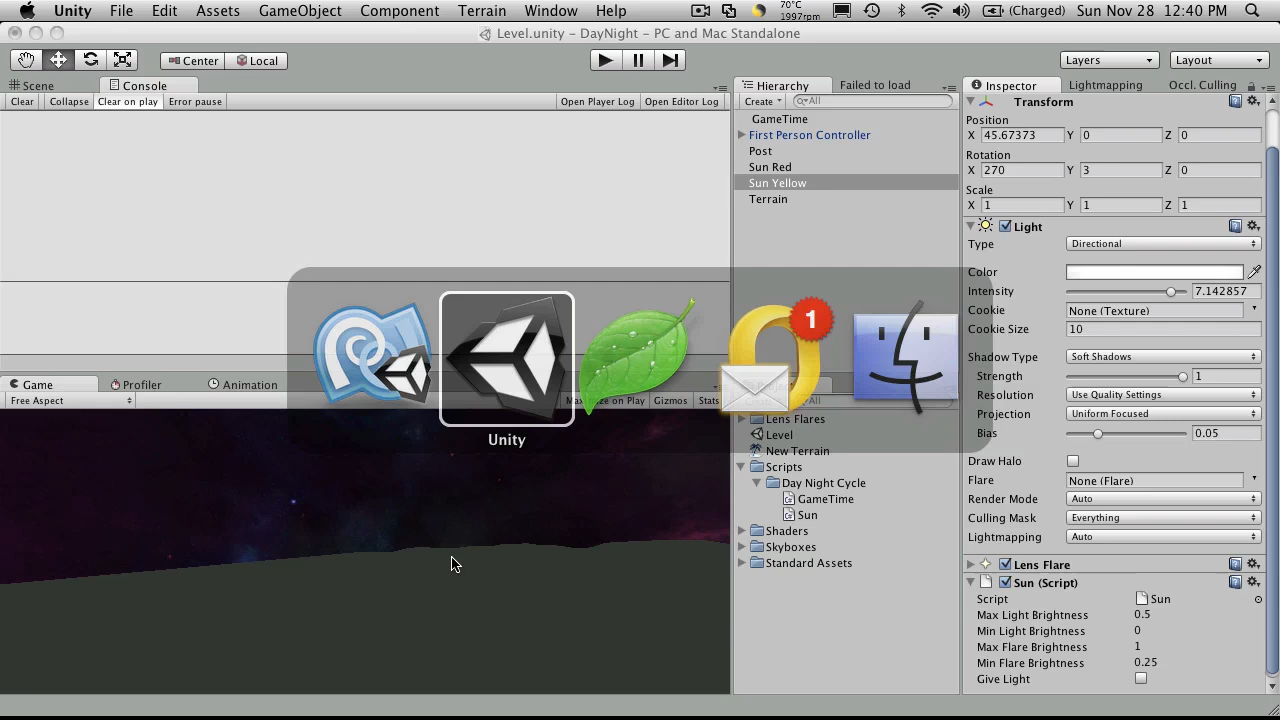 Unity File Edit Assets GameObject Component Terrain Window Help 70°C 1997rpm (Charged) Sun Nov 28 12:40 PM
Level.unity - DayNight - PC and Mac Standalone
Center Local Layers Layout
Scene Console Hierarchy Failed to load Inspector Lightmapping Occl. Culling
Clear Collapse Clear on play Error pause Open Player Log Open Editor Log Create All
Transform
GameTime
Position
First Person Controller
X 45.67373 Y 0 Z 0
Post
Rotation
Sun Red
X 270 Y 3 Z 0
Sun Yellow
Scale
Terrain
X 1 Y 1 Z 1
Light
Type Directional
Color
Intensity 7.142857
Cookie None (Texture)
Cookie Size 10
1
Shadow Type Soft Shadows
Strength 1
Resolution Use Quality Settings
Projection Uniform Focused
Bias 0.05
Game Profiler Animation
Free Aspect Maximize on Play Gizmos Stats All
Lens Flares
Level
Unity
New Terrain
Scripts
Day Night Cycle
GameTime
Sun
Shaders
Skyboxes
Standard Assets
Draw Halo
Flare None (Flare)
Render Mode Auto
Culling Mask Everything
Lightmapping Auto
Lens Flare
Sun (Script)
Script Sun
Max Light Brightness 0.5
Min Light Brightness 0
Max Flare Brightness 1
Min Flare Brightness 0.25
Give Light